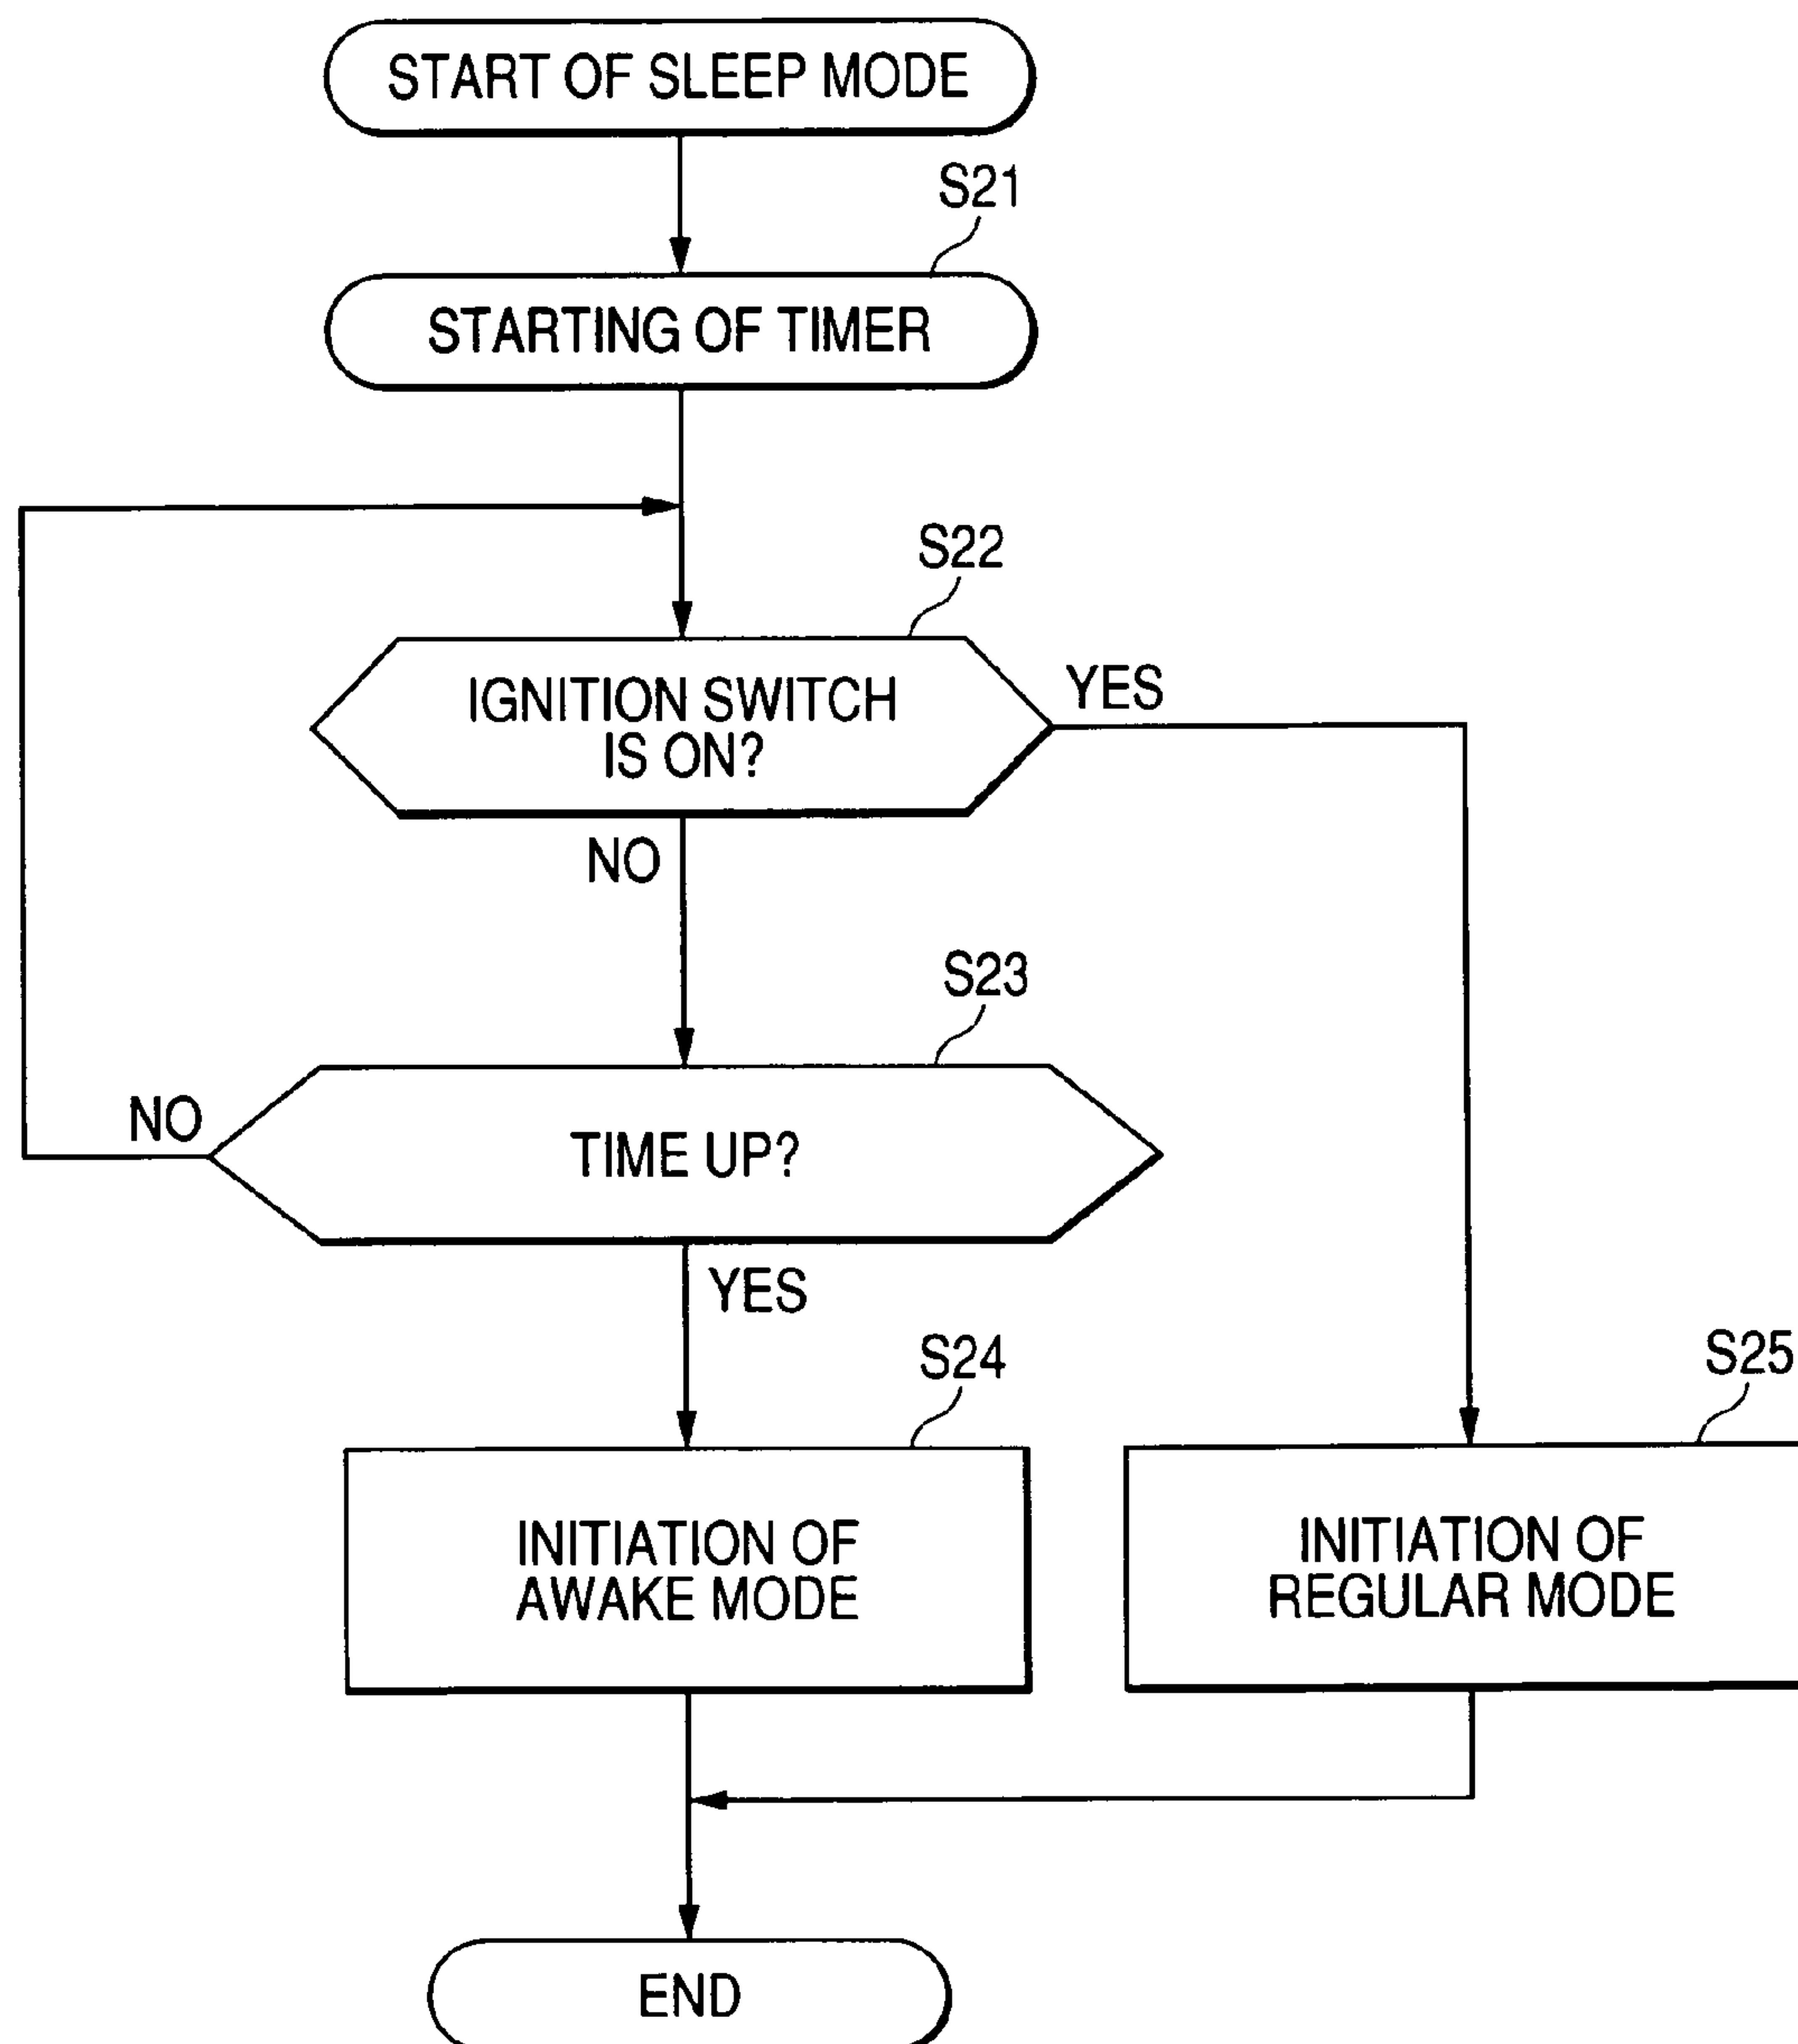 START OF SLEEP MODE
S21
STARTING OF TIMER
S22
IGNITION SWITCH
IS ON?
YES
NO
S23
NO
TIME UP?
YES
S24
S25
INITIATION OF
AWAKE MODE
INITIATION OF
REGULAR MODE
END